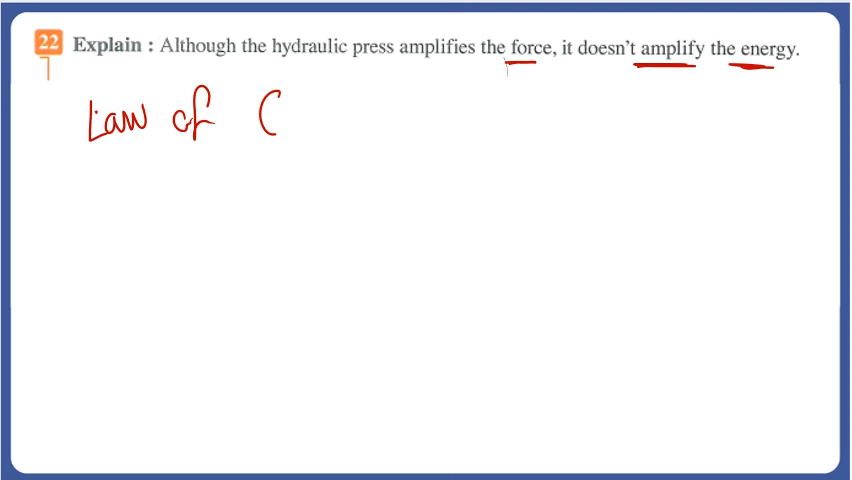 22 Explain : Although the hydraulic press amplifies the force, it doesn't amplify the energy.
Law of C